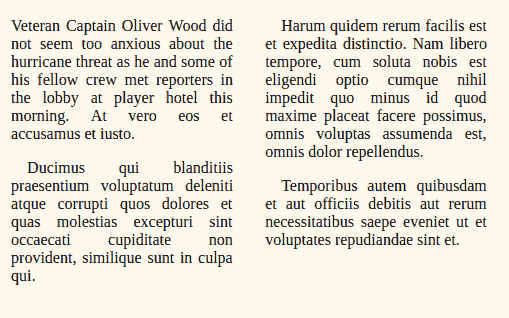 Veteran Captain Oliver Wood did
not seem too anxious about the
hurricane threat as he and some of
his fellow crew met reporters in
the lobby at player hotel this
morning. At vero eos et
accusamus et iusto.
Ducimus qui blanditiis
praesentium voluptatum deleniti
atque corrupti quos dolores et
quas molestias excepturi sint
occaecati cupiditate non
provident, similique sunt in culpa
qui.
Harum quidem rerum facilis est
et expedita distinctio. Nam libero
tempore, cum soluta nobis est
eligendi optio cumque nihil
impedit quo minus id quod
maxime placeat facere possimus,
omnis voluptas assumenda est,
omnis dolor repellendus.
Temporibus autem quibusdam
et aut officiis debitis aut rerum
necessitatibus saepe eveniet ut et
voluptates repudiandae sint et.